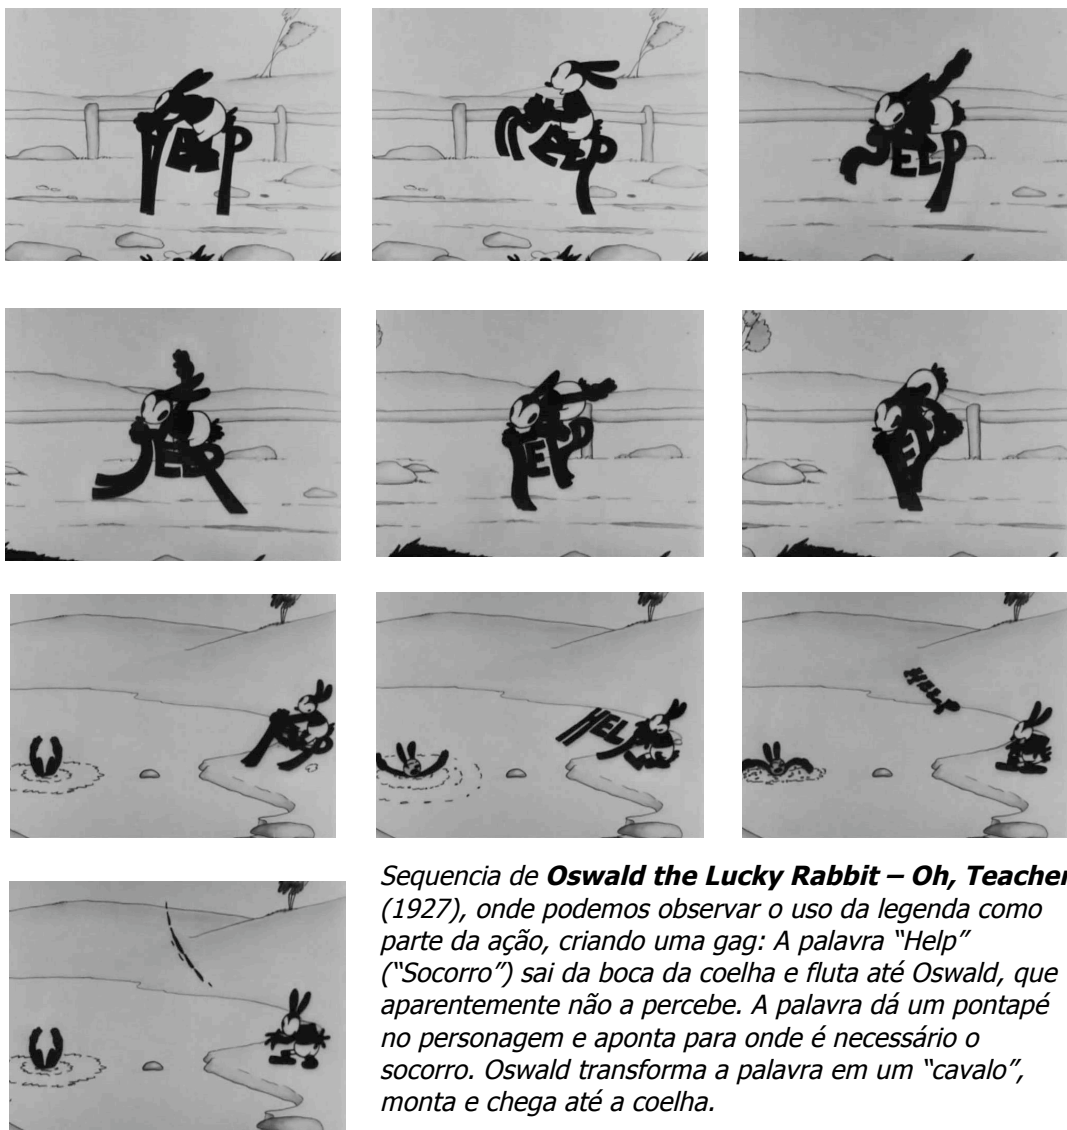 HELP
HELP
HELP
HELP
HELP
HELP
HELP
HELP
HELP
Sequencia de Oswald the Lucky Rabbit – Oh, Teacher
(1927), onde podemos observar o uso da legenda como
parte da ação, criando uma gag: A palavra “Help”
(“Socorro”) sai da boca da coelha e fluta até Oswald, que
aparentemente não a percebe. A palavra dá um pontapé
no personagem e aponta para onde é necessário o
socorro. Oswald transforma a palavra em um “cavalo”,
monta e chega até a coelha.